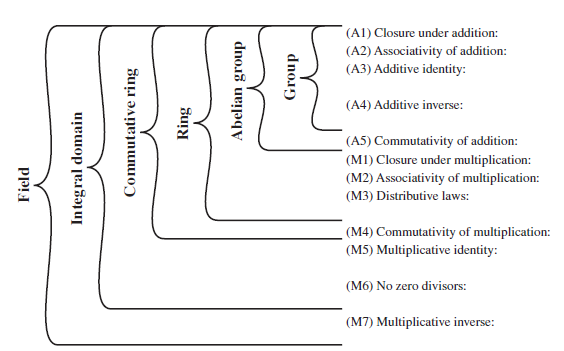 Field
Integral domain
Commutative ring
Ring
Abelian group
Group
(A1) Closure under addition:
(A2) Associativity of addition:
(A3) Additive identity:
(A4) Additive inverse:
(A5) Commutativity of addition:
(M1) Closure under multiplication:
(M2) Associativity of multiplication:
(M3) Distributive laws:
(M4) Commutativity of multiplication:
(M5) Multiplicative identity:
(M6) No zero divisors:
(M7) Multiplicative inverse: